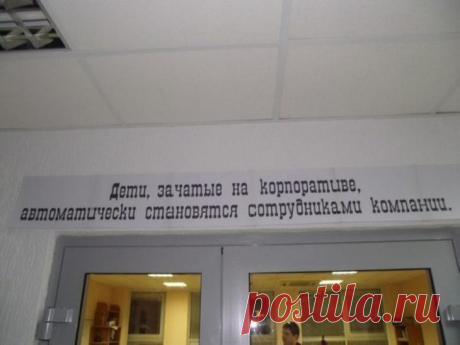 Дети, зачатые на корпоративе,
автоматически становятся сотрудниками компании.
postila.ru